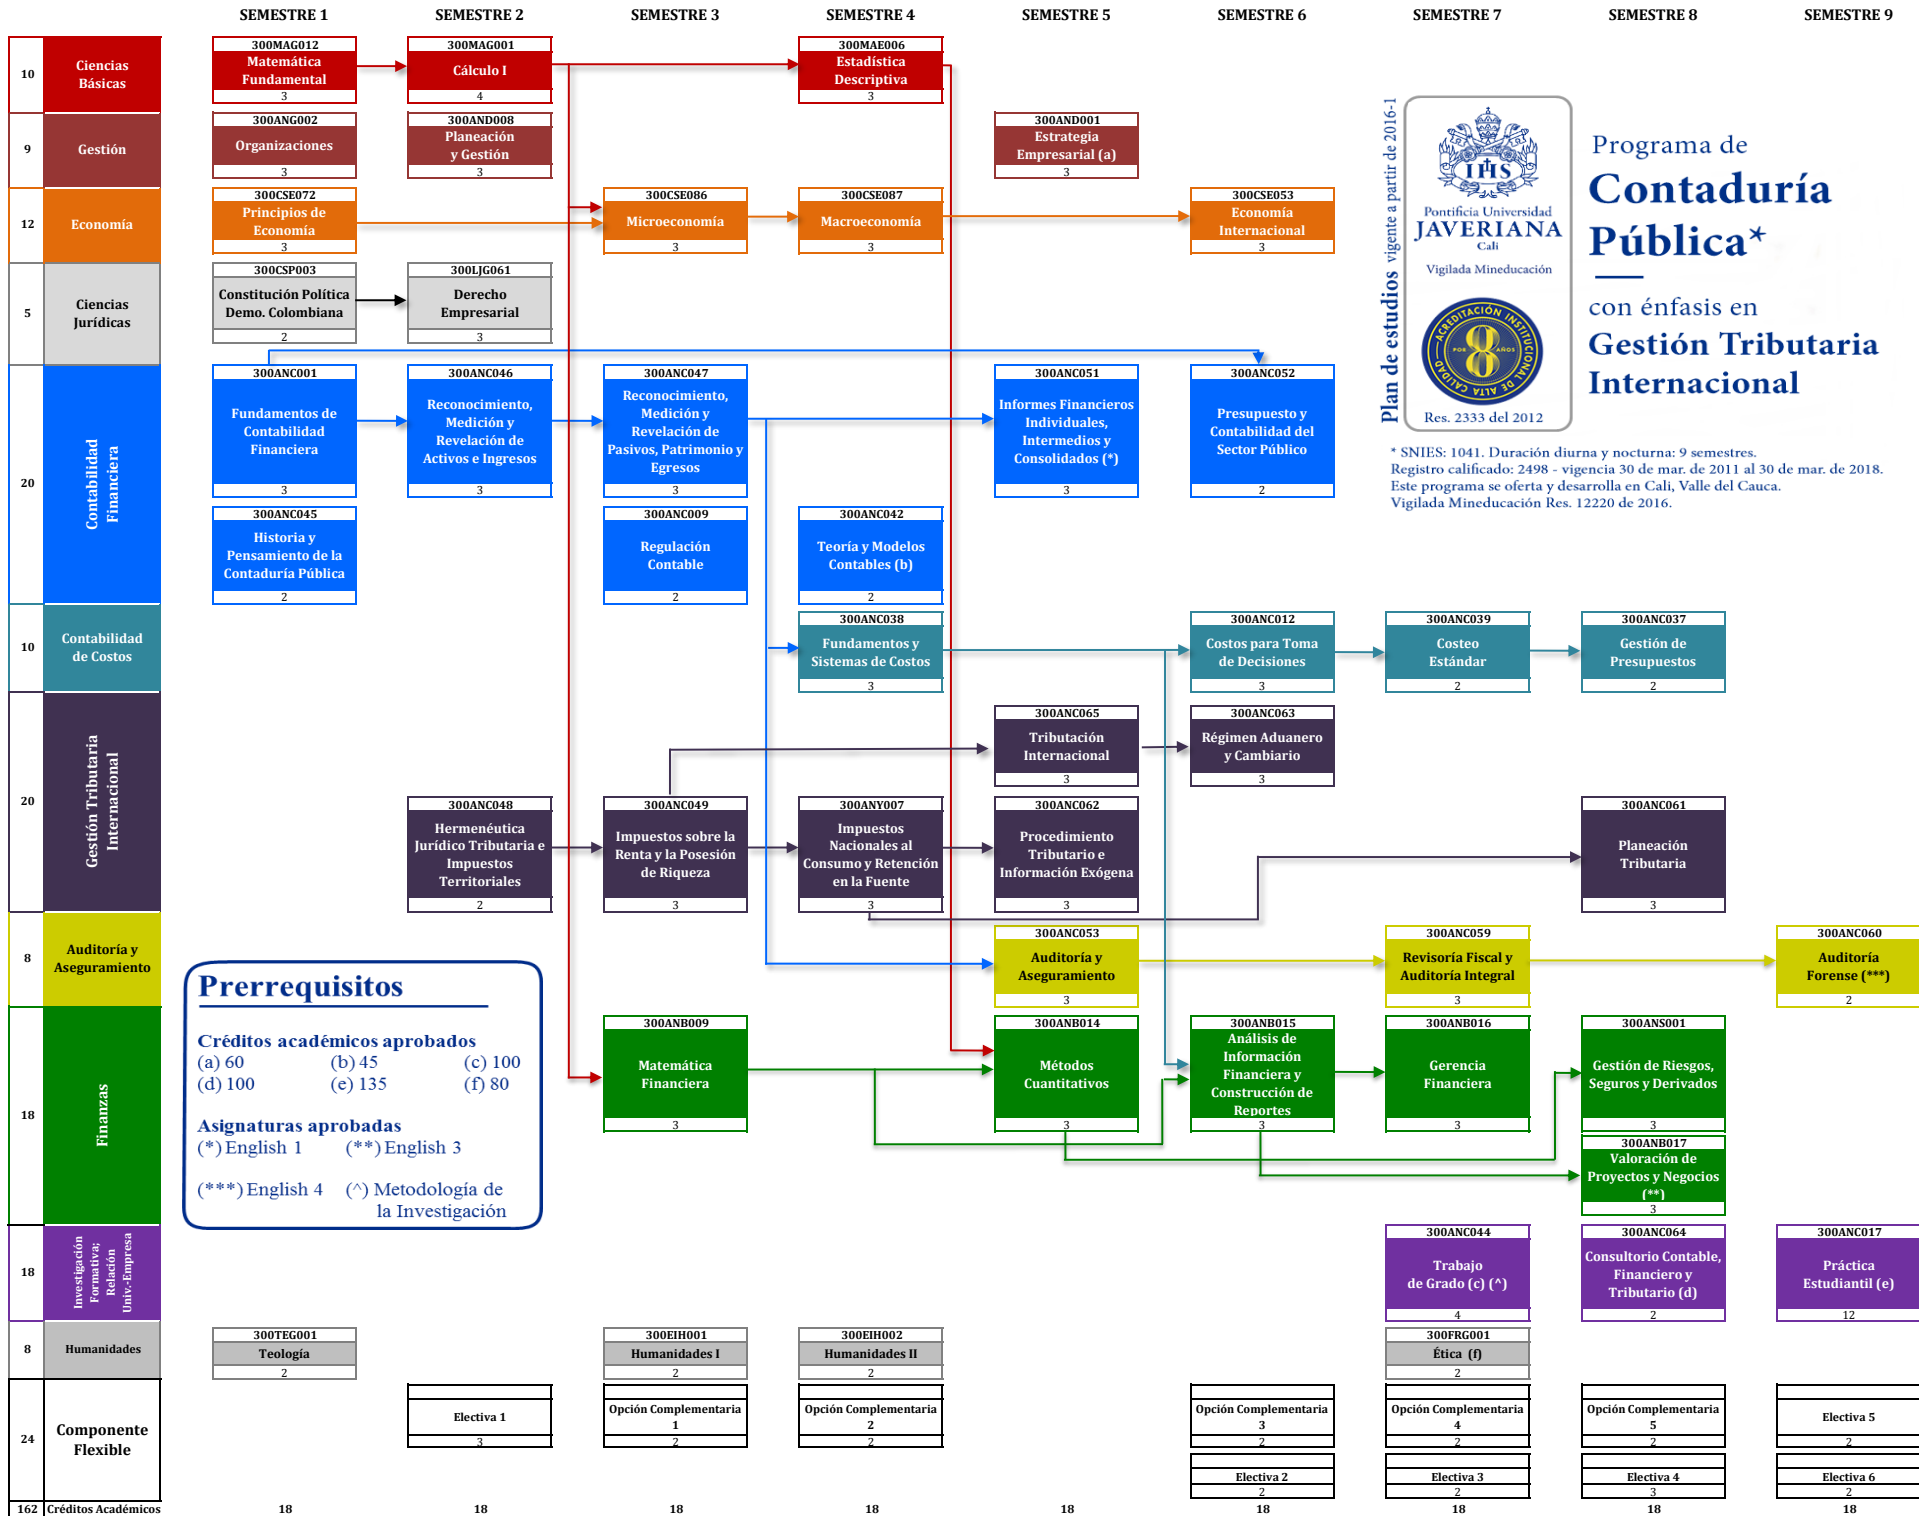 SEMESTRE 1
SEMESTRE 2
SEMESTRE 3
SEMESTRE 4
SEMESTRE 5
SEMESTRE 6
SEMESTRE 7
SEMESTRE 8
SEMESTRE 9
10
Ciencias
Básicas
300MAG012
Matemática
Fundamental
3
300MAG001
Cálculo I
4
300MAE006
Estadística
Descriptiva
3
9
Gestión
300ANG002
Organizaciones
3
300AND008
Planeación
y Gestión
3
300AND001
Estrategia
Empresarial (a)
3
12
Economía
300CSE072
Principios de
Economía
3
300CSE086
Microeconomía
3
300CSE087
Macroeconomía
3
300CSE053
Economía
Internacional
3
5
Ciencias
Jurídicas
300CSP003
Constitución Política
Demo. Colombiana
2
300LJG061
Derecho
Empresarial
3
Plan de estudios vigente a partir de 2016-1
IHS
Pontificia Universidad
JAVERIANA
Cali
Vigilada Mineducación
ACREDITACIÓN INSTITUCIONAL DE ALTA CALIDAD
POR 8 AÑOS
Res. 2333 del 2012
Programa de
Contaduría
Pública*
con énfasis en
Gestión Tributaria
Internacional
* SNIES: 1041. Duración diurna y nocturna: 9 semestres.
Registro calificado: 2498 - vigencia 30 de mar. de 2011 al 30 de mar. de 2018.
Este programa se oferta y desarrolla en Cali, Valle del Cauca.
Vigilada Mineducación Res. 12220 de 2016.
20
Contabilidad
Financiera
300ANC001
Fundamentos de
Contabilidad
Financiera
3
300ANC046
Reconocimiento,
Medición y
Revelación de
Activos e Ingresos
3
300ANC047
Reconocimiento,
Medición y
Revelación de
Pasivos, Patrimonio y
Egresos
3
300ANC051
Informes Financieros
Individuales,
Intermedios y
Consolidados (*)
3
300ANC052
Presupuesto y
Contabilidad del
Sector Público
2
300ANC045
Historia y
Pensamiento de la
Contaduría Pública
2
300ANC009
Regulación
Contable
2
300ANC042
Teoría y Modelos
Contables (b)
2
10
Contabilidad
de Costos
300ANC038
Fundamentos y
Sistemas de Costos
3
300ANC012
Costos para Toma
de Decisiones
3
300ANC039
Costeo
Estándar
2
300ANC037
Gestión de
Presupuestos
2
20
Gestión Tributaria
Internacional
300ANC065
Tributación
Internacional
3
300ANC063
Régimen Aduanero
y Cambiario
3
300ANC048
Hermenéutica
Jurídico Tributaria e
Impuestos
Territoriales
2
300ANC049
Impuestos sobre la
Renta y la Posesión
de Riqueza
3
300ANY007
Impuestos
Nacionales al
Consumo y Retención
en la Fuente
3
300ANC062
Procedimiento
Tributario e
Información Exógena
3
300ANC061
Planeación
Tributaria
3
8
Auditoría y
Aseguramiento
300ANC053
Auditoría y
Aseguramiento
3
300ANC059
Revisoría Fiscal y
Auditoría Integral
3
300ANC060
Auditoría
Forense (***)
2
Prerrequisitos
Créditos académicos aprobados
(a) 60 (b) 45 (c) 100
(d) 100 (e) 135 (f) 80
Asignaturas aprobadas
(*) English 1 (**) English 3
(***) English 4 (^) Metodología de
la Investigación
18
Finanzas
300ANB009
Matemática
Financiera
3
300ANB014
Métodos
Cuantitativos
3
300ANB015
Análisis de
Información
Financiera y
Construcción de
Reportes
3
300ANB016
Gerencia
Financiera
3
300ANS001
Gestión de Riesgos,
Seguros y Derivados
3
300ANB017
Valoración de
Proyectos y Negocios
(**)
3
18
Investigación
Formativa;
Relación
Univ.-Empresa
300ANC044
Trabajo
de Grado (c) (^)
4
300ANC064
Consultorio Contable,
Financiero y
Tributario (d)
2
300ANC017
Práctica
Estudiantil (e)
12
8
Humanidades
300TEG001
Teología
2
300EIH001
Humanidades I
2
300EIH002
Humanidades II
2
300FRG001
Ética (f)
2
24
Componente
Flexible
Electiva 1
3
Opción Complementaria
1
2
Opción Complementaria
2
2
Opción Complementaria
3
2
Opción Complementaria
4
2
Opción Complementaria
5
2
Electiva 5
2
Electiva 2
2
Electiva 3
2
Electiva 4
3
Electiva 6
2
162 Créditos Académicos
18
18
18
18
18
18
18
18
18